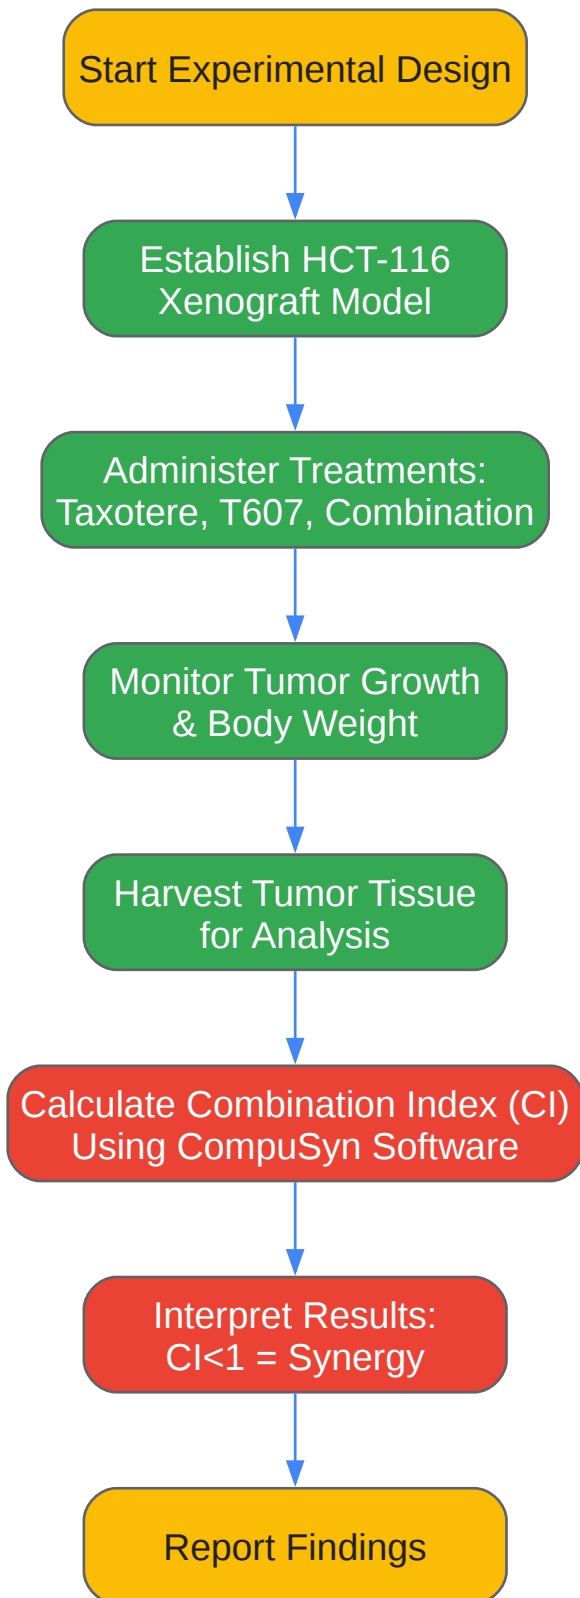 Start Experimental Design
Establish HCT-116
Xenograft Model
Administer Treatments:
Taxotere, T607, Combination
Monitor Tumor Growth
& Body Weight
Harvest Tumor Tissue
for Analysis
Calculate Combination Index (CI)
Using CompuSyn Software
Interpret Results:
CI<1 = Synergy
Report Findings